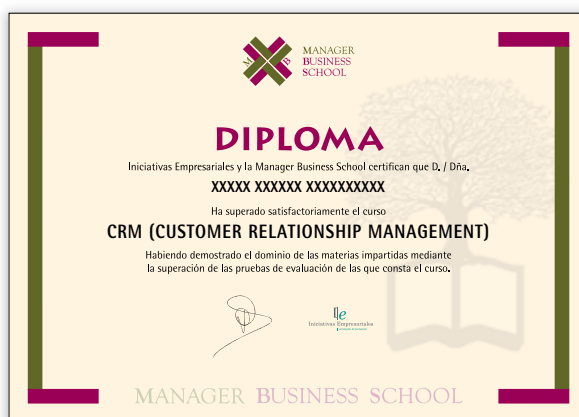 M B
MANAGER
BUSINESS
SCHOOL
DIPLOMA
Iniciativas Empresariales y la Manager Business School certifican que D. / Dña.
XXXXX XXXXXX XXXXXXXXXX
Ha superado satisfactoriamente el curso
CRM (CUSTOMER RELATIONSHIP MANAGEMENT)
Habiendo demostrado el dominio de las materias impartidas mediante
la superación de las pruebas de evaluación de las que consta el curso.
Ile
Iniciativas Empresariales
MANAGER BUSINESS SCHOOL